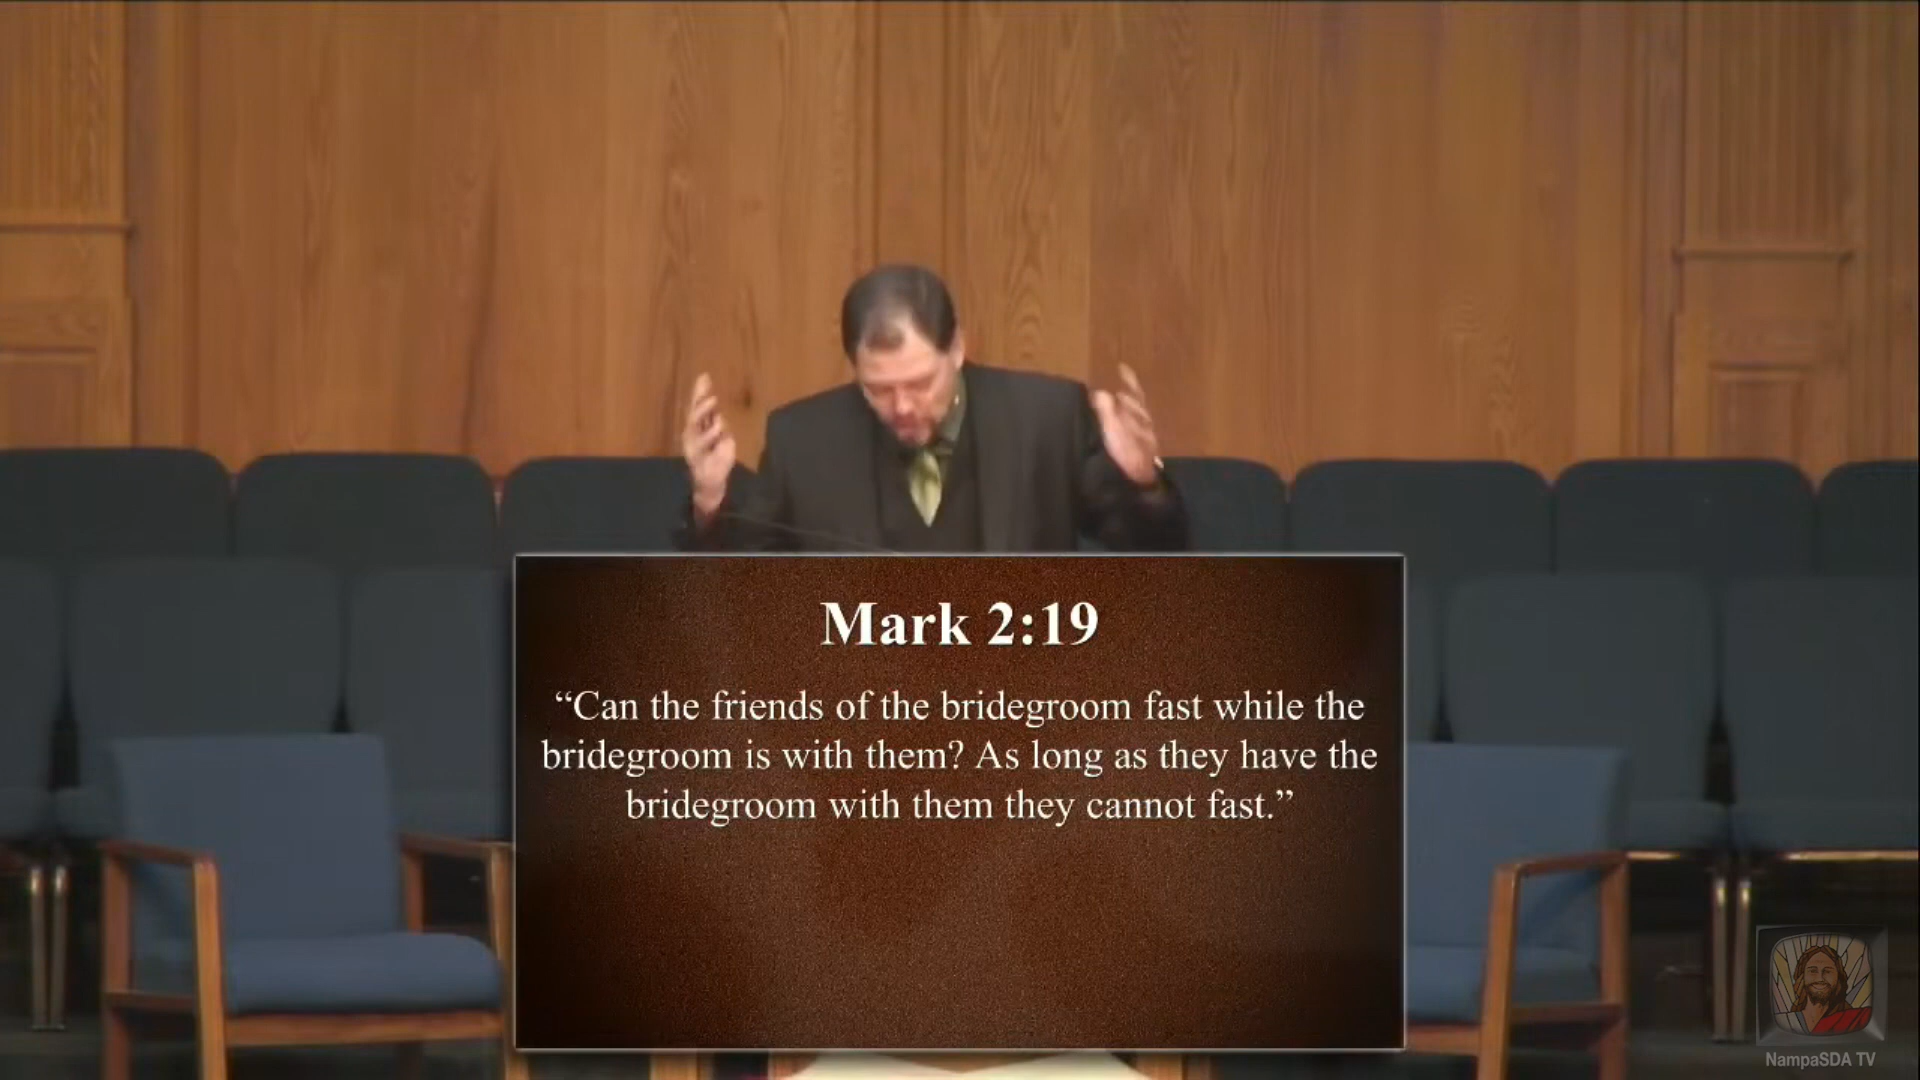 Mark 2:19
“Can the friends of the bridegroom fast while the
bridegroom is with them? As long as they have the
bridegroom with them they cannot fast.”
NampaSDA TV